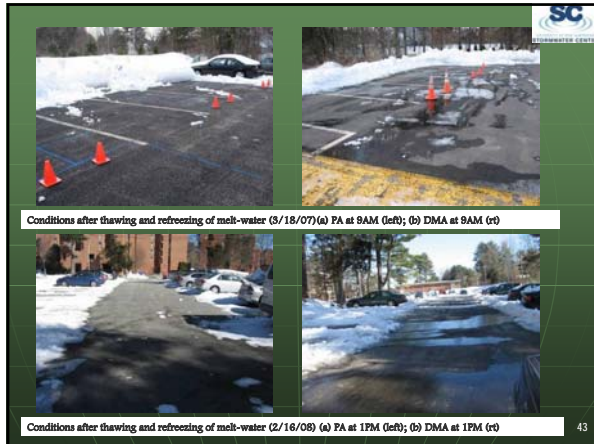 SC
STORMWATER CENTER
Conditions after thawing and refreezing of melt-water (3/18/07)(a) PA at 9AM (left); (b) DMA at 9AM (rt)
Conditions after thawing and refreezing of melt-water (2/16/08) (a) PA at 1PM (left); (b) DMA at 1PM (rt)
43